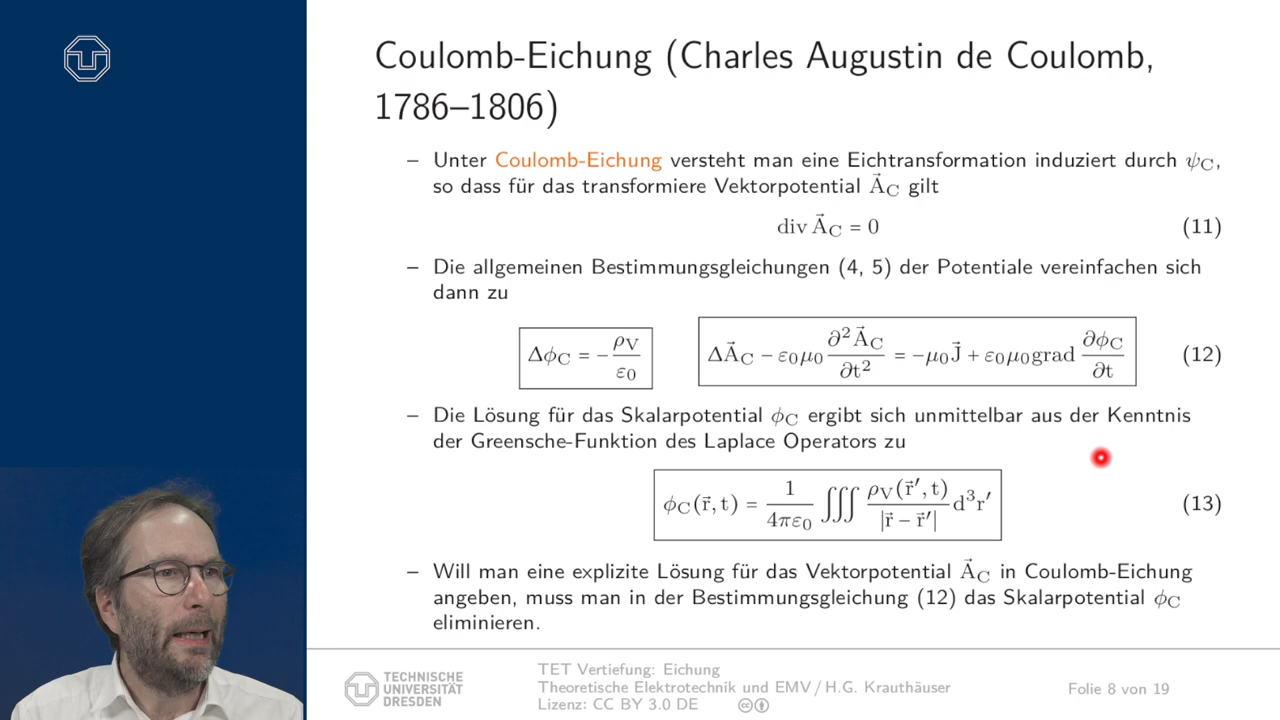 Coulomb-Eichung (Charles Augustin de Coulomb,
1786–1806)
– Unter Coulomb-Eichung versteht man eine Eichtransformation induziert durch ψ_C,
so dass für das transformiere Vektorpotential A⃗_C gilt
div A⃗_C = 0 (11)
– Die allgemeinen Bestimmungsgleichungen (4, 5) der Potentiale vereinfachen sich
dann zu
Δϕ_C = −ρ_V/ε₀ ΔA⃗_C − ε₀μ₀ ∂²A⃗_C/∂t² = −μ₀J⃗ + ε₀μ₀grad ∂ϕ_C/∂t (12)
– Die Lösung für das Skalarpotential ϕ_C ergibt sich unmittelbar aus der Kenntnis
der Greensche-Funktion des Laplace Operators zu
ϕ_C(r⃗, t) = 1/(4πε₀) ∭ ρ_V(r⃗′, t)/|r⃗ − r⃗′| d³r′ (13)
– Will man eine explizite Lösung für das Vektorpotential A⃗_C in Coulomb-Eichung
angeben, muss man in der Bestimmungsgleichung (12) das Skalarpotential ϕ_C
eliminieren.
TECHNISCHE
UNIVERSITÄT
DRESDEN
TET Vertiefung: Eichung
Theoretische Elektrotechnik und EMV / H.G. Krauthäuser
Lizenz: CC BY 3.0 DE
Folie 8 von 19